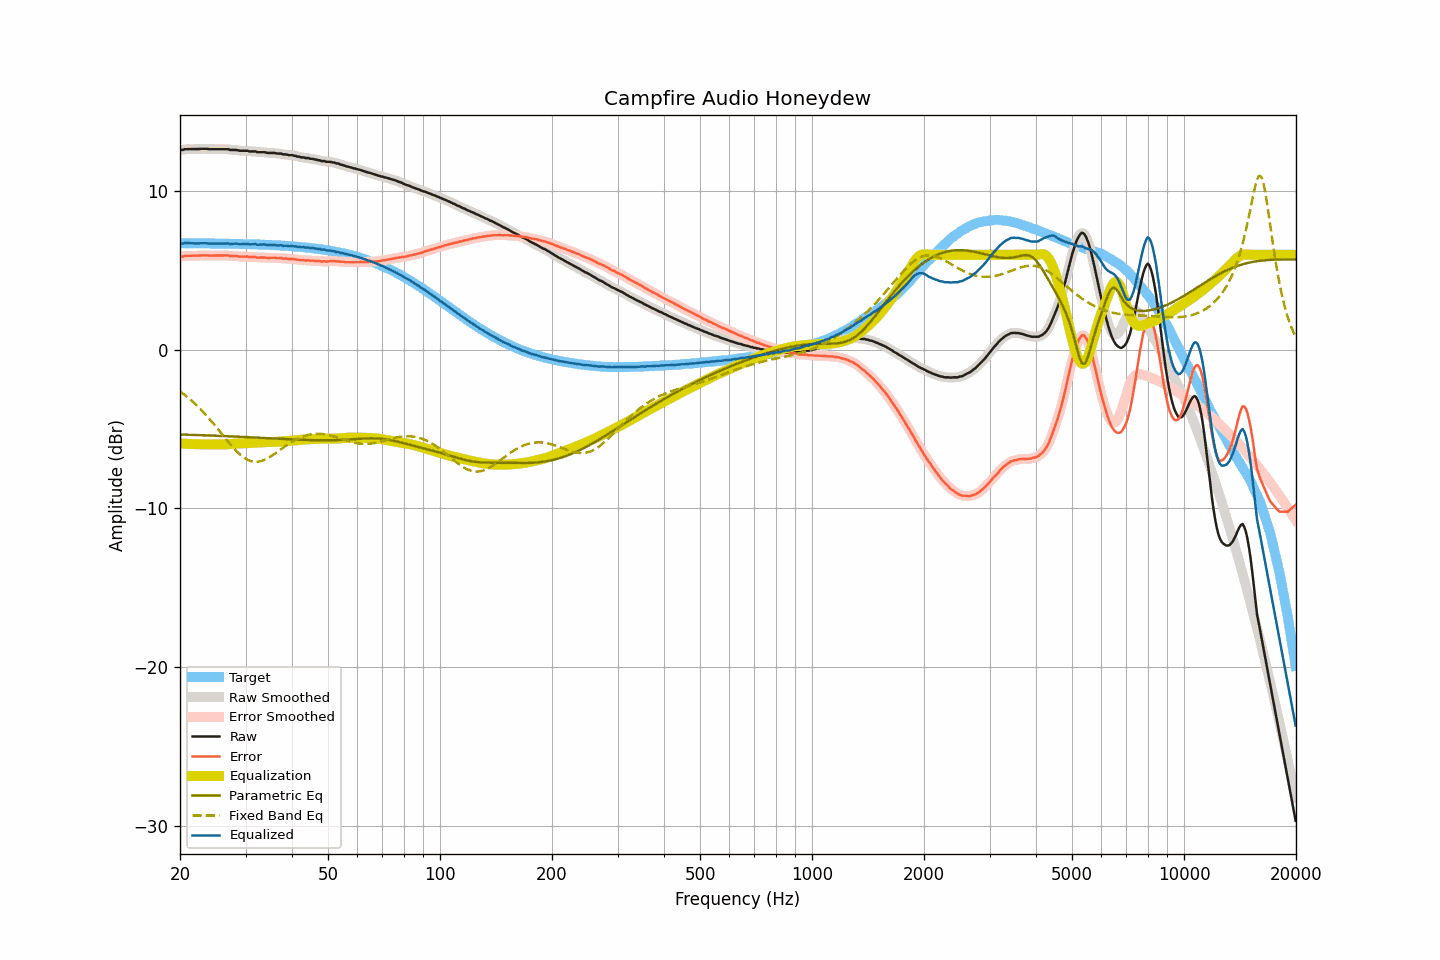 Campfire Audio Honeydew
Amplitude (dBr)
10
0
−10
−20
−30
Target
Raw Smoothed
Error Smoothed
Raw
Error
Equalization
Parametric Eq
Fixed Band Eq
Equalized
20 50 100 200 500 1000 2000 5000 10000 20000
Frequency (Hz)